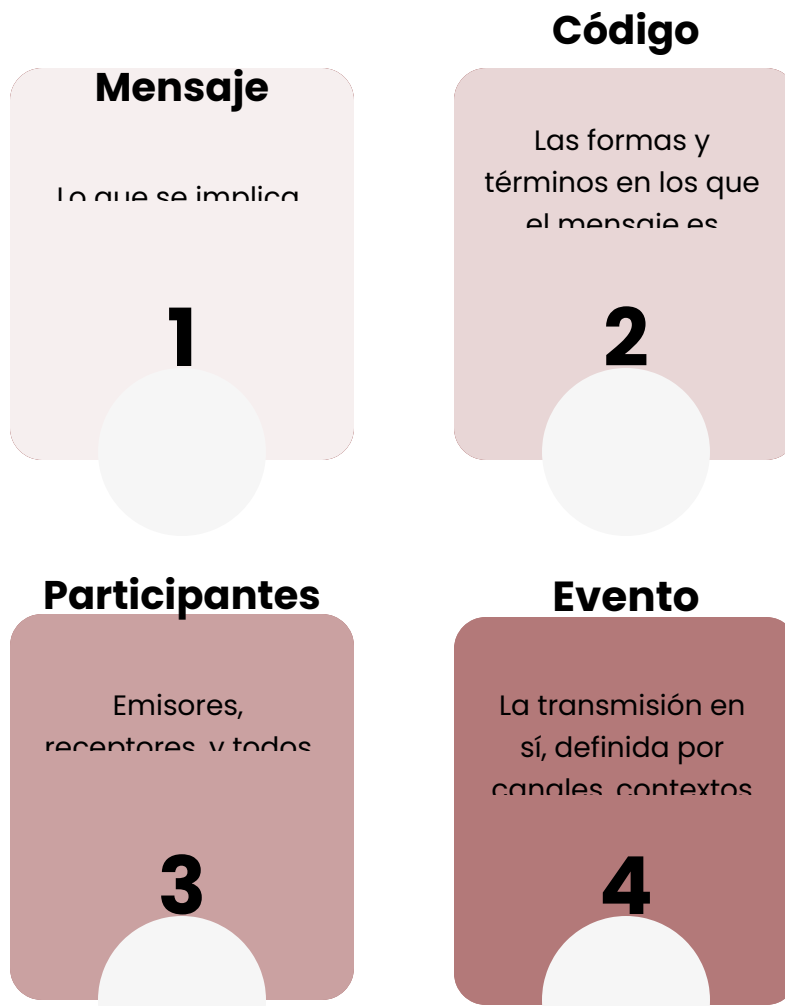 Mensaje
Lo que se implica
1
Código
Las formas y
términos en los que
el mensaje es
2
Participantes
Emisores,
receptores, y todos
3
Evento
La transmisión en
sí, definida por
canales, contextos
4